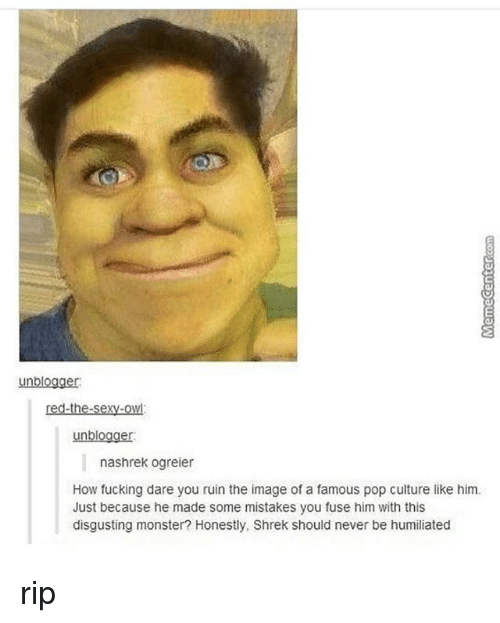 MemeCenter.com
unblogger:
red-the-sexy-owl:
unblogger:
nashrek ogreier
How fucking dare you ruin the image of a famous pop culture like him.
Just because he made some mistakes you fuse him with this
disgusting monster? Honestly, Shrek should never be humiliated
rip